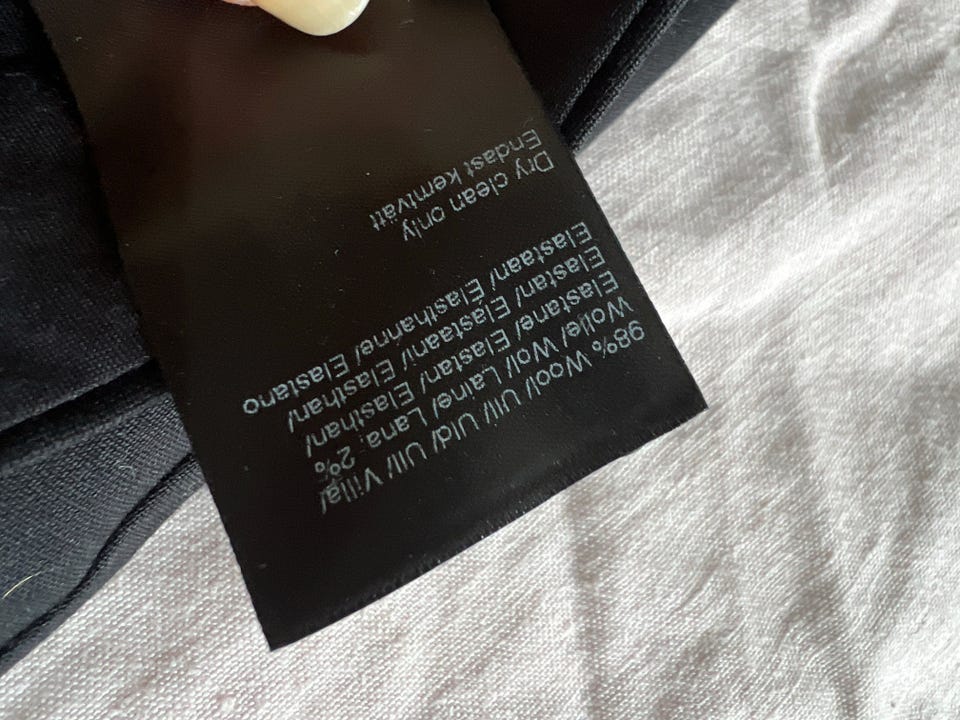 98% Wool/ Ull/ Uld/ Ull/ Villa/
Wolle/ Wol/ Laine/ Lana; 2%
Elastane/ Elastan/ Elasthan/
Elastan/ Elastaani/ Elasthan/
Elastaan/ Élasthanne/ Elastano
Dry clean only
Endast kemtvätt